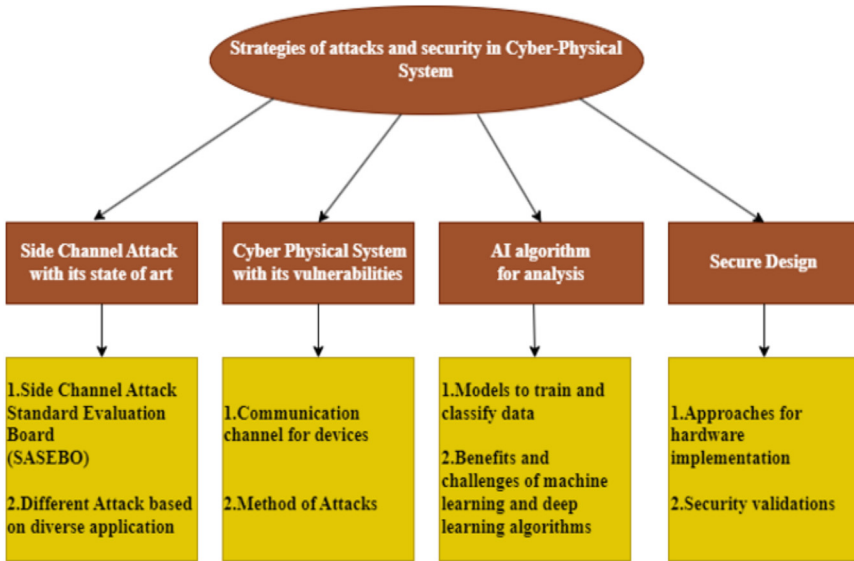 Strategies of attacks and security in Cyber-Physical
System
Side Channel Attack
with its state of art
Cyber Physical System
with its vulnerabilities
AI algorithm
for analysis
Secure Design
1.Side Channel Attack
Standard Evaluation
Board
(SASEBO)
2.Different Attack based
on diverse application
1.Communication
channel for devices
2.Method of Attacks
1.Models to train and
classify data
2.Benefits and
challenges of machine
learning and deep
learning algorithms
1.Approaches for
hardware
implementation
2.Security validations